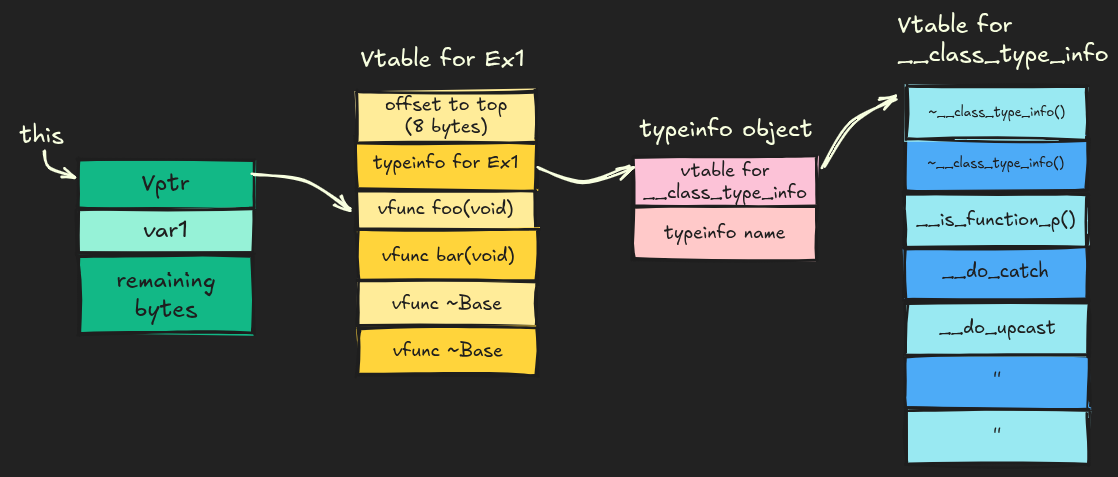 this
Vptr
var1
remaining
bytes
Vtable for Ex1
offset to top
(8 bytes)
typeinfo for Ex1
vfunc foo(void)
vfunc bar(void)
vfunc ~Base
vfunc ~Base
typeinfo object
vtable for
__class_type_info
typeinfo name
Vtable for
__class_type_info
~__class_type_info()
~__class_type_info()
__is_function_p()
__do_catch
__do_upcast
"
"